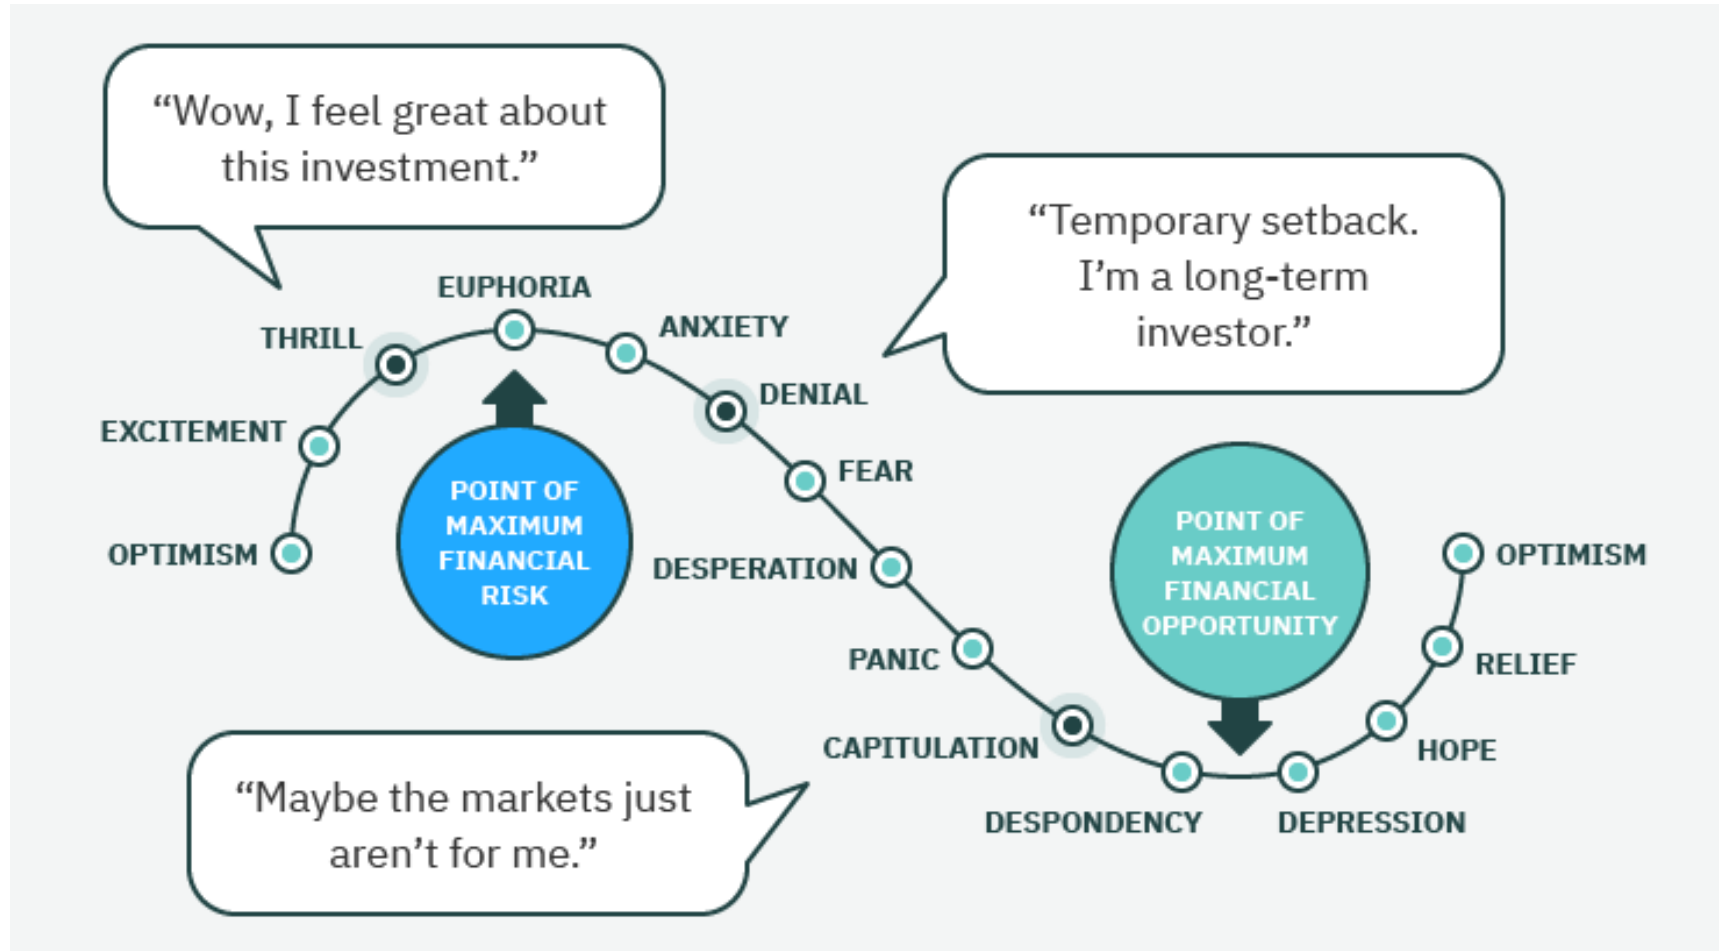 “Wow, I feel great about
this investment.”
“Temporary setback.
I’m a long-term
investor.”
EUPHORIA
THRILL
ANXIETY
DENIAL
EXCITEMENT
FEAR
OPTIMISM
POINT OF
MAXIMUM
FINANCIAL
RISK
DESPERATION
POINT OF
MAXIMUM
FINANCIAL
OPPORTUNITY
OPTIMISM
PANIC
RELIEF
CAPITULATION
HOPE
DESPONDENCY
DEPRESSION
“Maybe the markets just
aren’t for me.”